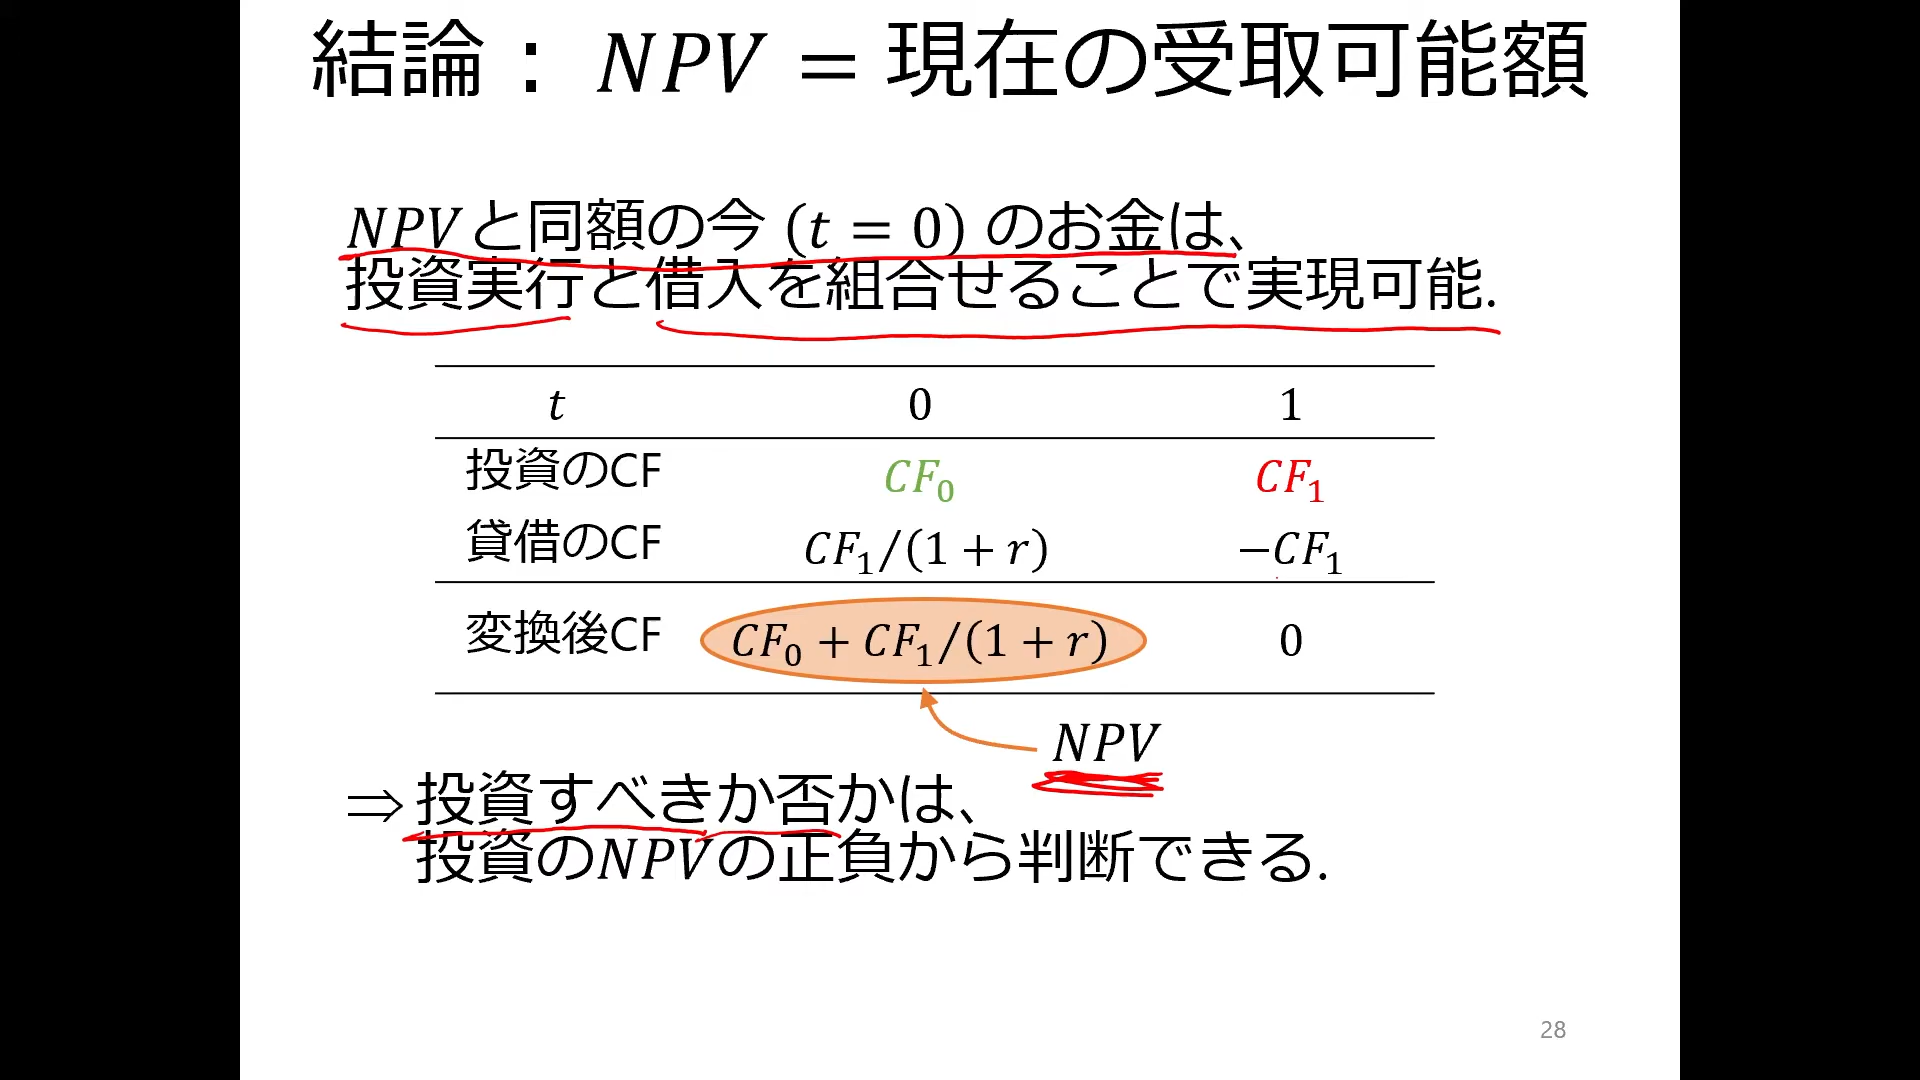 結論： NPV = 現在の受取可能額
NPVと同額の今 (t = 0) のお金は、
投資実行と借入を組合せることで実現可能.
t 0 1
投資のCF CF₀ CF₁
貸借のCF CF₁/(1 + r) −CF₁
変換後CF CF₀ + CF₁/(1 + r) 0
NPV
⇒投資すべきか否かは、
投資のNPVの正負から判断できる.
28